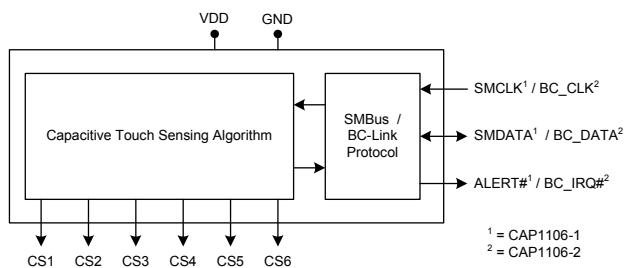 VDD GND
Capacitive Touch Sensing Algorithm
SMBus /
BC-Link
Protocol
SMCLK¹ / BC_CLK²
SMDATA¹ / BC_DATA²
ALERT#¹ / BC_IRQ#²
CS1 CS2 CS3 CS4 CS5 CS6
¹ = CAP1106-1
² = CAP1106-2